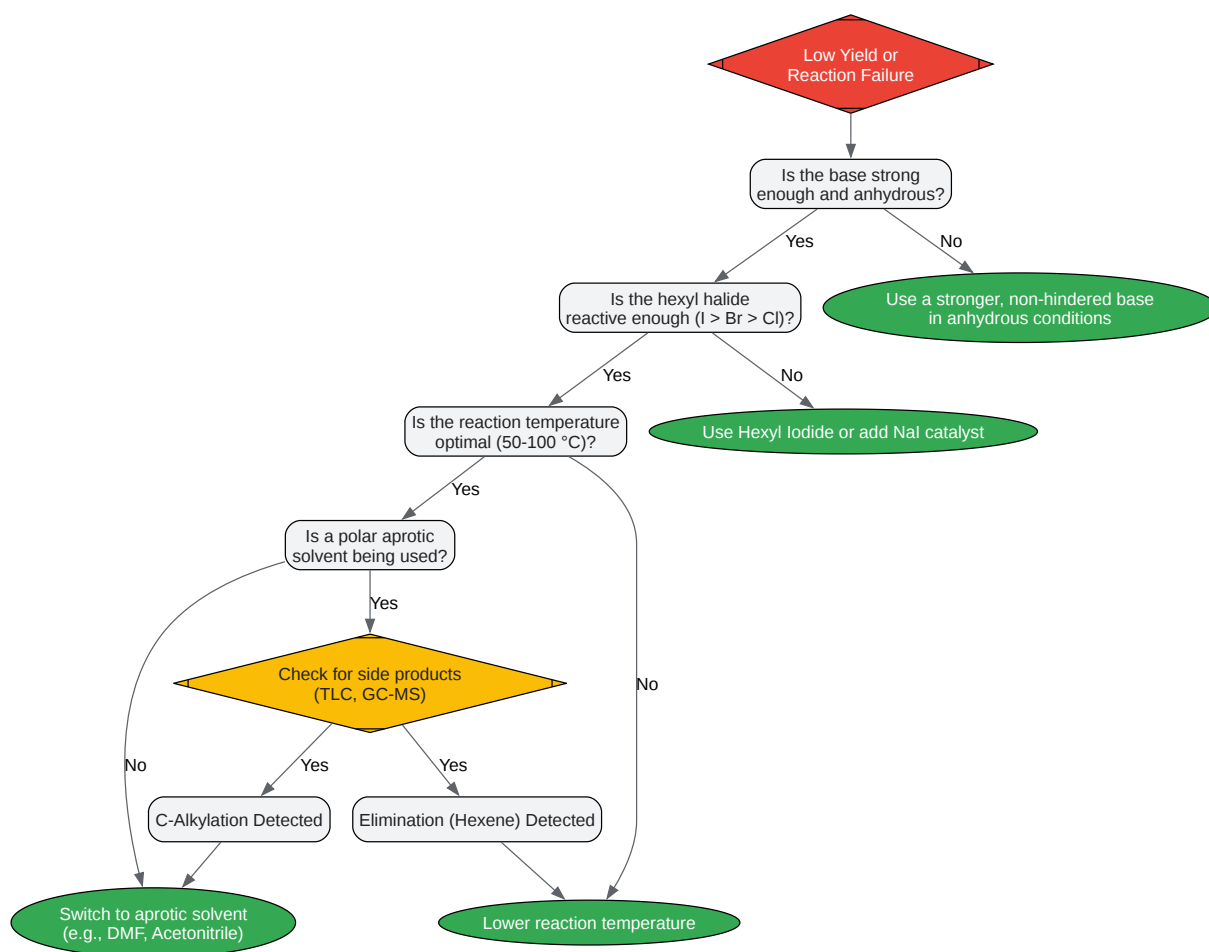 Low Yield or
Reaction Failure
Is the base strong
enough and anhydrous?
Yes
No
Is the hexyl halide
reactive enough (I > Br > Cl)?
Use a stronger, non-hindered base
in anhydrous conditions
Yes
No
Is the reaction temperature
optimal (50-100 °C)?
Use Hexyl Iodide or add NaI catalyst
Yes
Is a polar aprotic
solvent being used?
Yes
Check for side products
(TLC, GC-MS)
No
No
Yes
Yes
C-Alkylation Detected
Elimination (Hexene) Detected
Switch to aprotic solvent
(e.g., DMF, Acetonitrile)
Lower reaction temperature